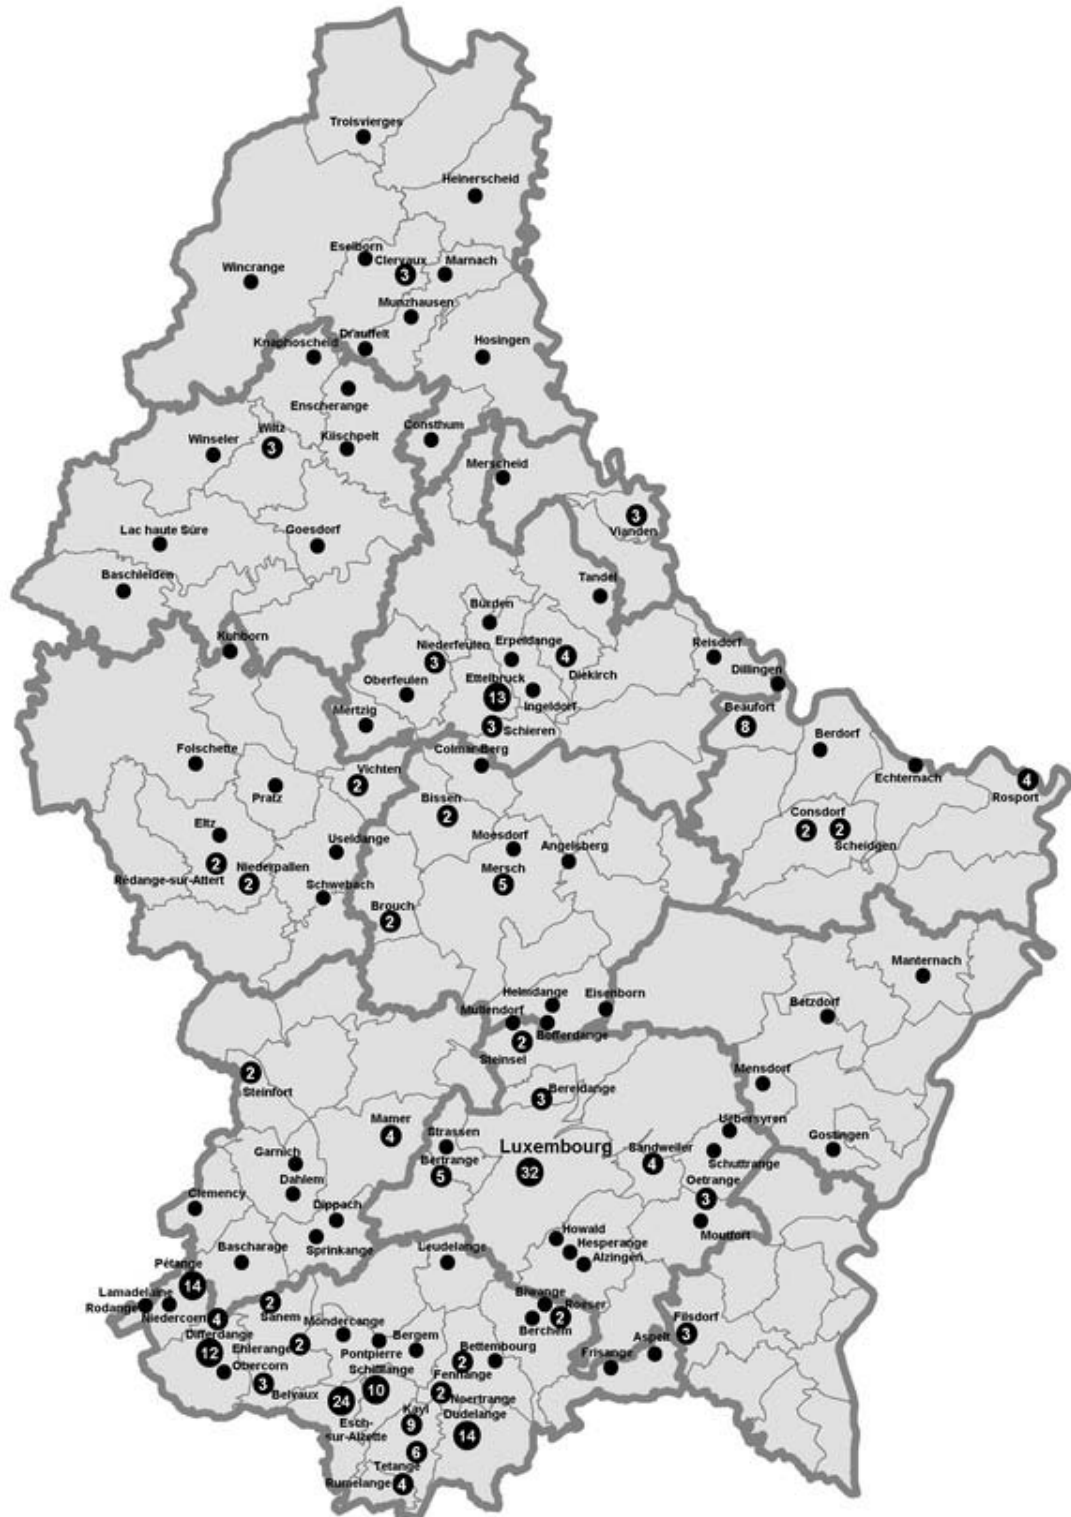 Troisvierges
Heinerscheid
Eselborn
Clervaux
3
Marnach
Wincrange
Munzhausen
Drauffelt
Knaphoscheid
Hosingen
Enscherange
Wiltz
3
Winseler
Kiischpelt
Consthum
Merscheid
3
Vianden
Lac haute Sûre
Goesdorf
Baschleiden
Tandel
Bürden
Kuhborn
Niederfeulen
3
Erpeldange
4
Diekirch
Reisdorf
Dillingen
Oberfeulen
Ettelbruck
13
Ingeldorf
Mertzig
3
Schieren
Beaufort
8
Berdorf
Colmar-Berg
Folschette
Vichten
2
Pratz
Echternach
4
Rosport
Bissen
2
Eltz
Useldange
Moesdorf
Angelsberg
Consdorf
2
2
Scheidgen
2
Rédange-sur-Attert
Niederpallen
2
Mersch
5
Schwebach
Brouch
2
Manternach
Helmdange
Eisenborn
Betzdorf
Mullendorf
Bofferdange
2
Steinsel
2
Steinfort
Mensdorf
Bereldange
3
Mamer
4
Strassen
Uebersyren
Luxembourg
32
Sandweiler
4
Schuttrange
Gostingen
Garnich
Bertrange
5
Dahlem
Oetrange
3
Clemency
Dippach
Moutfort
Sprinkange
Howald
Hesperange
Alzingen
Bascharage
Leudelange
Pétange
14
Lamadelaine
Rodange
Niedercorn
4
2
Sanem
Biwange
Roeser
2
Berchem
Filsdorf
3
Differdange
12
Mondercange
Ehlerange
2
Pontpierre
Bergem
Bettembourg
Aspelt
Frisange
Obercorn
3
Belvaux
Schifflange
10
2
Fennange
24
Esch-
sur-Alzette
2
Noertrange
Kayl
9
Oudelange
14
6
Tetange
Rumelange
4